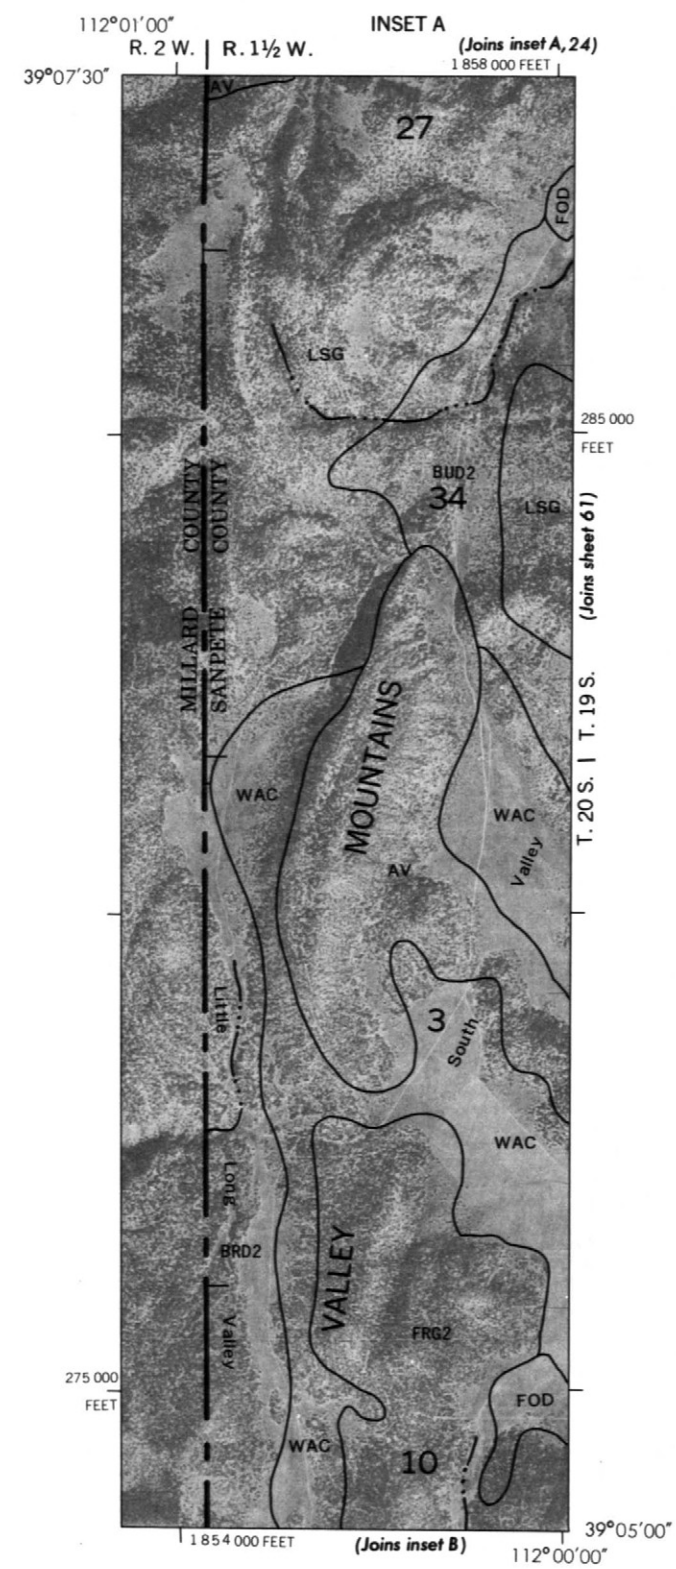 112°01'00"
INSET A
R. 2 W. R. 1½ W.
(Joins inset A, 24)
1 858 000 FEET
39°07'30"
AV
27
FOD
LSG
285 000
FEET
BUD2
34
LSG
(Joins sheet 61)
MILLARD COUNTY
SANPETE COUNTY
T. 20 S. | T. 19 S.
MOUNTAINS
WAC
WAC
Valley
AV
Little
3
South
WAC
Long
BRD2
VALLEY
Valley
FRG2
275 000
FEET
FOD
WAC
10
39°05'00"
1 854 000 FEET
(Joins inset B)
112°00'00"